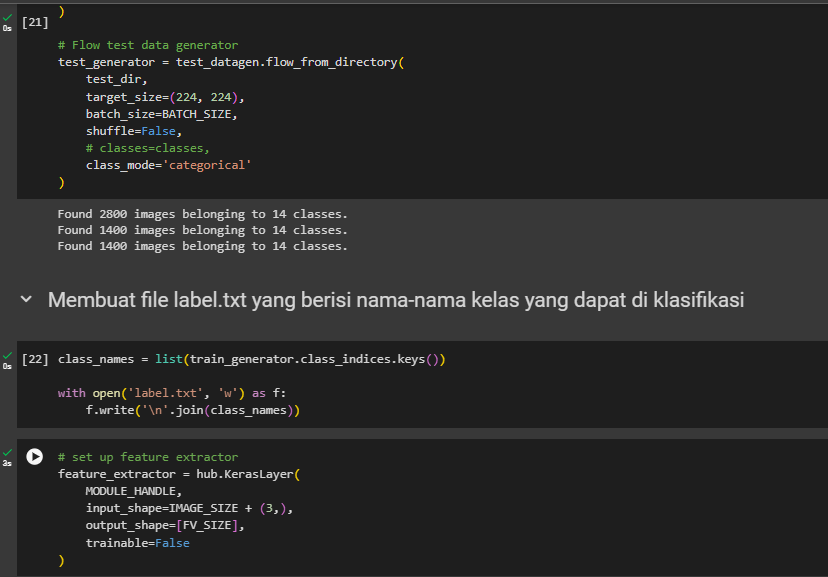 )
[21]
0s
# Flow test data generator
test_generator = test_datagen.flow_from_directory(
    test_dir,
    target_size=(224, 224),
    batch_size=BATCH_SIZE,
    shuffle=False,
    # classes=classes,
    class_mode='categorical'
)
Found 2800 images belonging to 14 classes.
Found 1400 images belonging to 14 classes.
Found 1400 images belonging to 14 classes.
Membuat file label.txt yang berisi nama-nama kelas yang dapat di klasifikasi
[22] class_names = list(train_generator.class_indices.keys())
0s
with open('label.txt', 'w') as f:
    f.write('\n'.join(class_names))
# set up feature extractor
3s
feature_extractor = hub.KerasLayer(
    MODULE_HANDLE,
    input_shape=IMAGE_SIZE + (3,),
    output_shape=[FV_SIZE],
    trainable=False
)